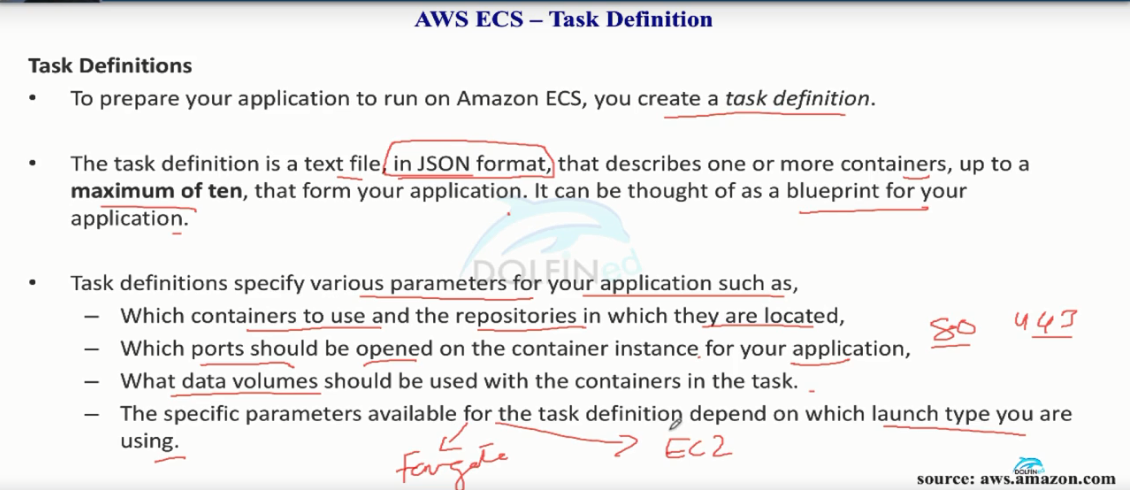 AWS ECS – Task Definition
Task Definitions
• To prepare your application to run on Amazon ECS, you create a task definition.
• The task definition is a text file, in JSON format, that describes one or more containers, up to a
maximum of ten, that form your application. It can be thought of as a blueprint for your
application.
DOLFINed
• Task definitions specify various parameters for your application such as,
– Which containers to use and the repositories in which they are located,
80 443
– Which ports should be opened on the container instance for your application,
– What data volumes should be used with the containers in the task.
– The specific parameters available for the task definition depend on which launch type you are
using.
Fargate EC2
DOLFINed
source: aws.amazon.com